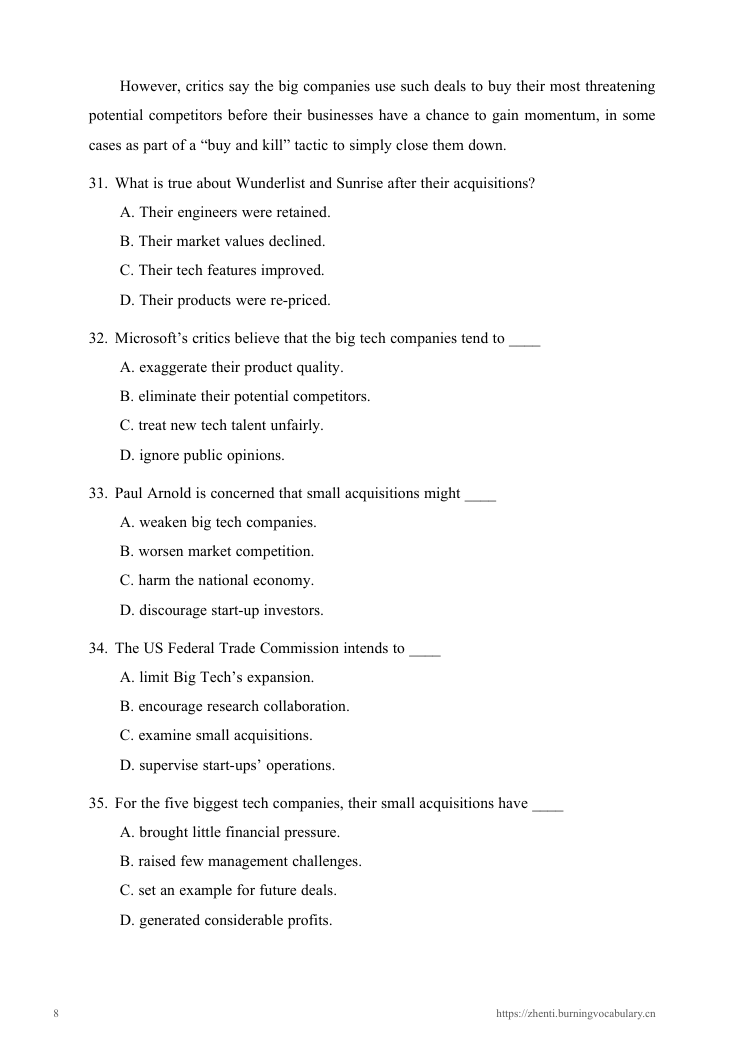 However, critics say the big companies use such deals to buy their most threatening
potential competitors before their businesses have a chance to gain momentum, in some
cases as part of a “buy and kill” tactic to simply close them down.
31. What is true about Wunderlist and Sunrise after their acquisitions?
A. Their engineers were retained.
B. Their market values declined.
C. Their tech features improved.
D. Their products were re-priced.
32. Microsoft’s critics believe that the big tech companies tend to ____
A. exaggerate their product quality.
B. eliminate their potential competitors.
C. treat new tech talent unfairly.
D. ignore public opinions.
33. Paul Arnold is concerned that small acquisitions might ____
A. weaken big tech companies.
B. worsen market competition.
C. harm the national economy.
D. discourage start-up investors.
34. The US Federal Trade Commission intends to ____
A. limit Big Tech’s expansion.
B. encourage research collaboration.
C. examine small acquisitions.
D. supervise start-ups’ operations.
35. For the five biggest tech companies, their small acquisitions have ____
A. brought little financial pressure.
B. raised few management challenges.
C. set an example for future deals.
D. generated considerable profits.
8 https://zhenti.burningvocabulary.cn